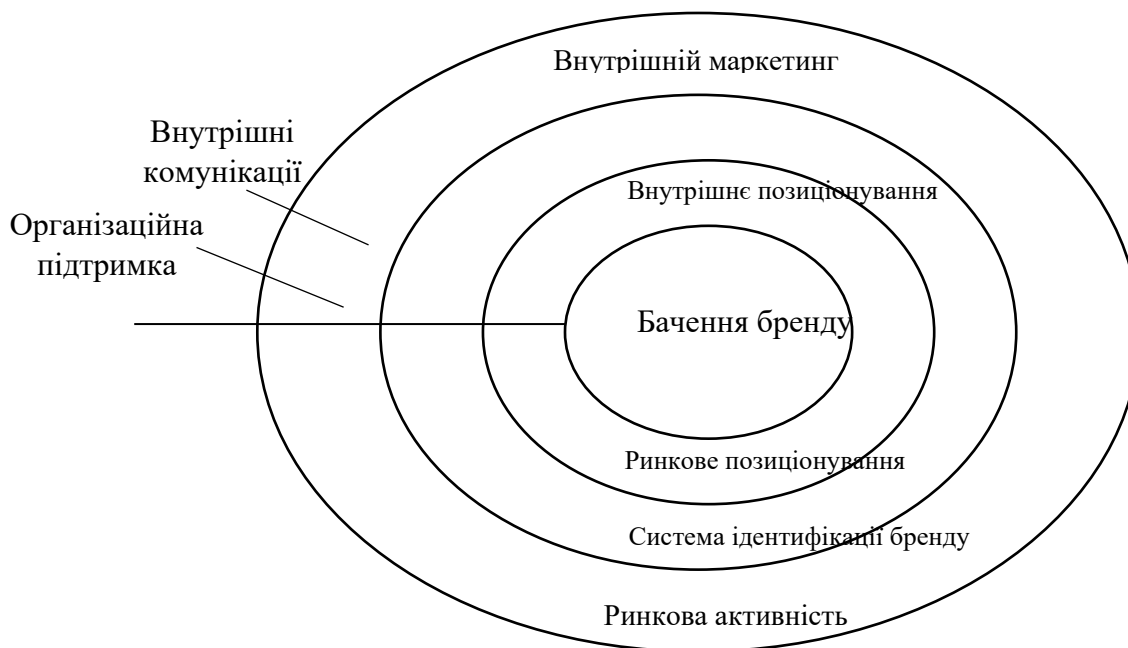 Внутрішній маркетинг
Внутрішні
комунікації
Внутрішнє позиціонування
Організаційна
підтримка
Бачення бренду
Ринкове позиціонування
Система ідентифікації бренду
Ринкова активність